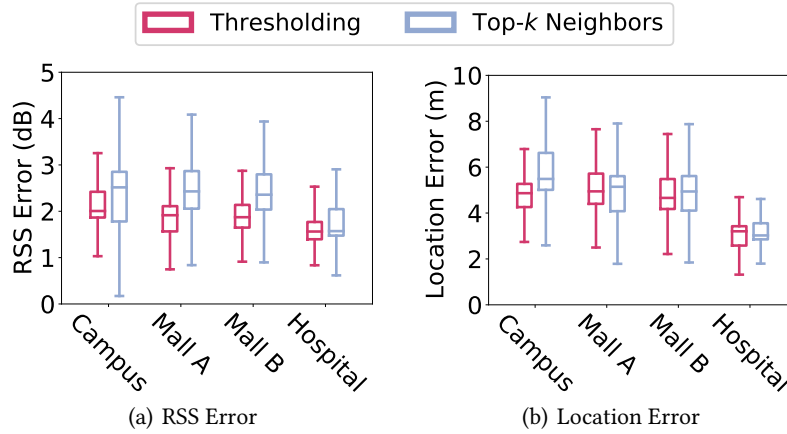 Thresholding Top-k Neighbors
RSS Error (dB)
5
4
3
2
1
0
Campus
Mall A
Mall B
Hospital
(a) RSS Error
Location Error (m)
10
8
6
4
2
0
Campus
Mall A
Mall B
Hospital
(b) Location Error